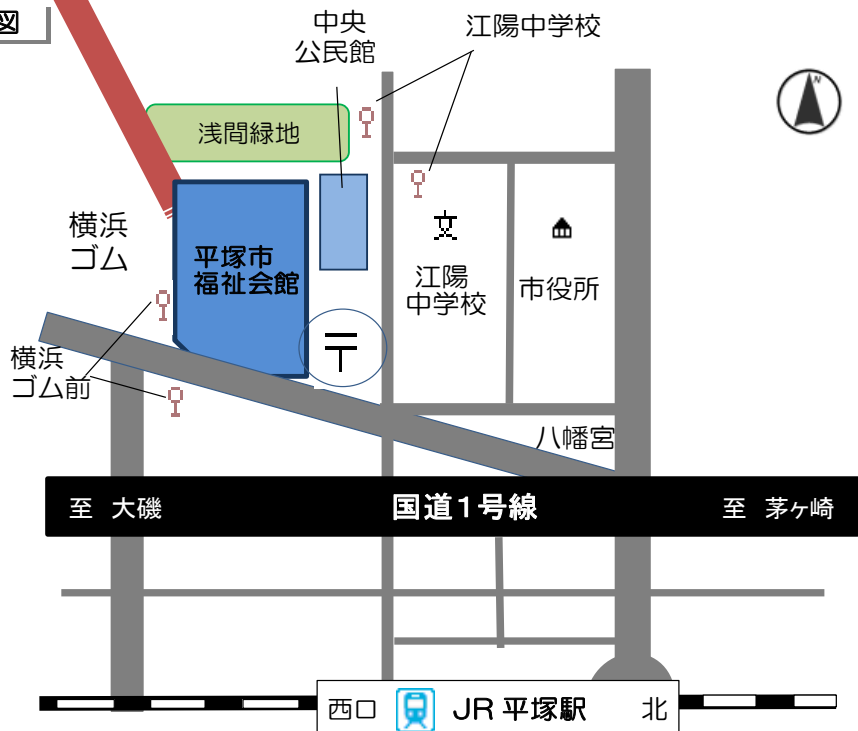 図
中央
公民館
江陽中学校
N
浅間緑地
横浜
ゴム
平塚市
福祉会館
文
江陽
中学校
市役所
〒
横浜
ゴム前
八幡宮
至 大磯
国道1号線
至 茅ヶ崎
西口
JR 平塚駅
北